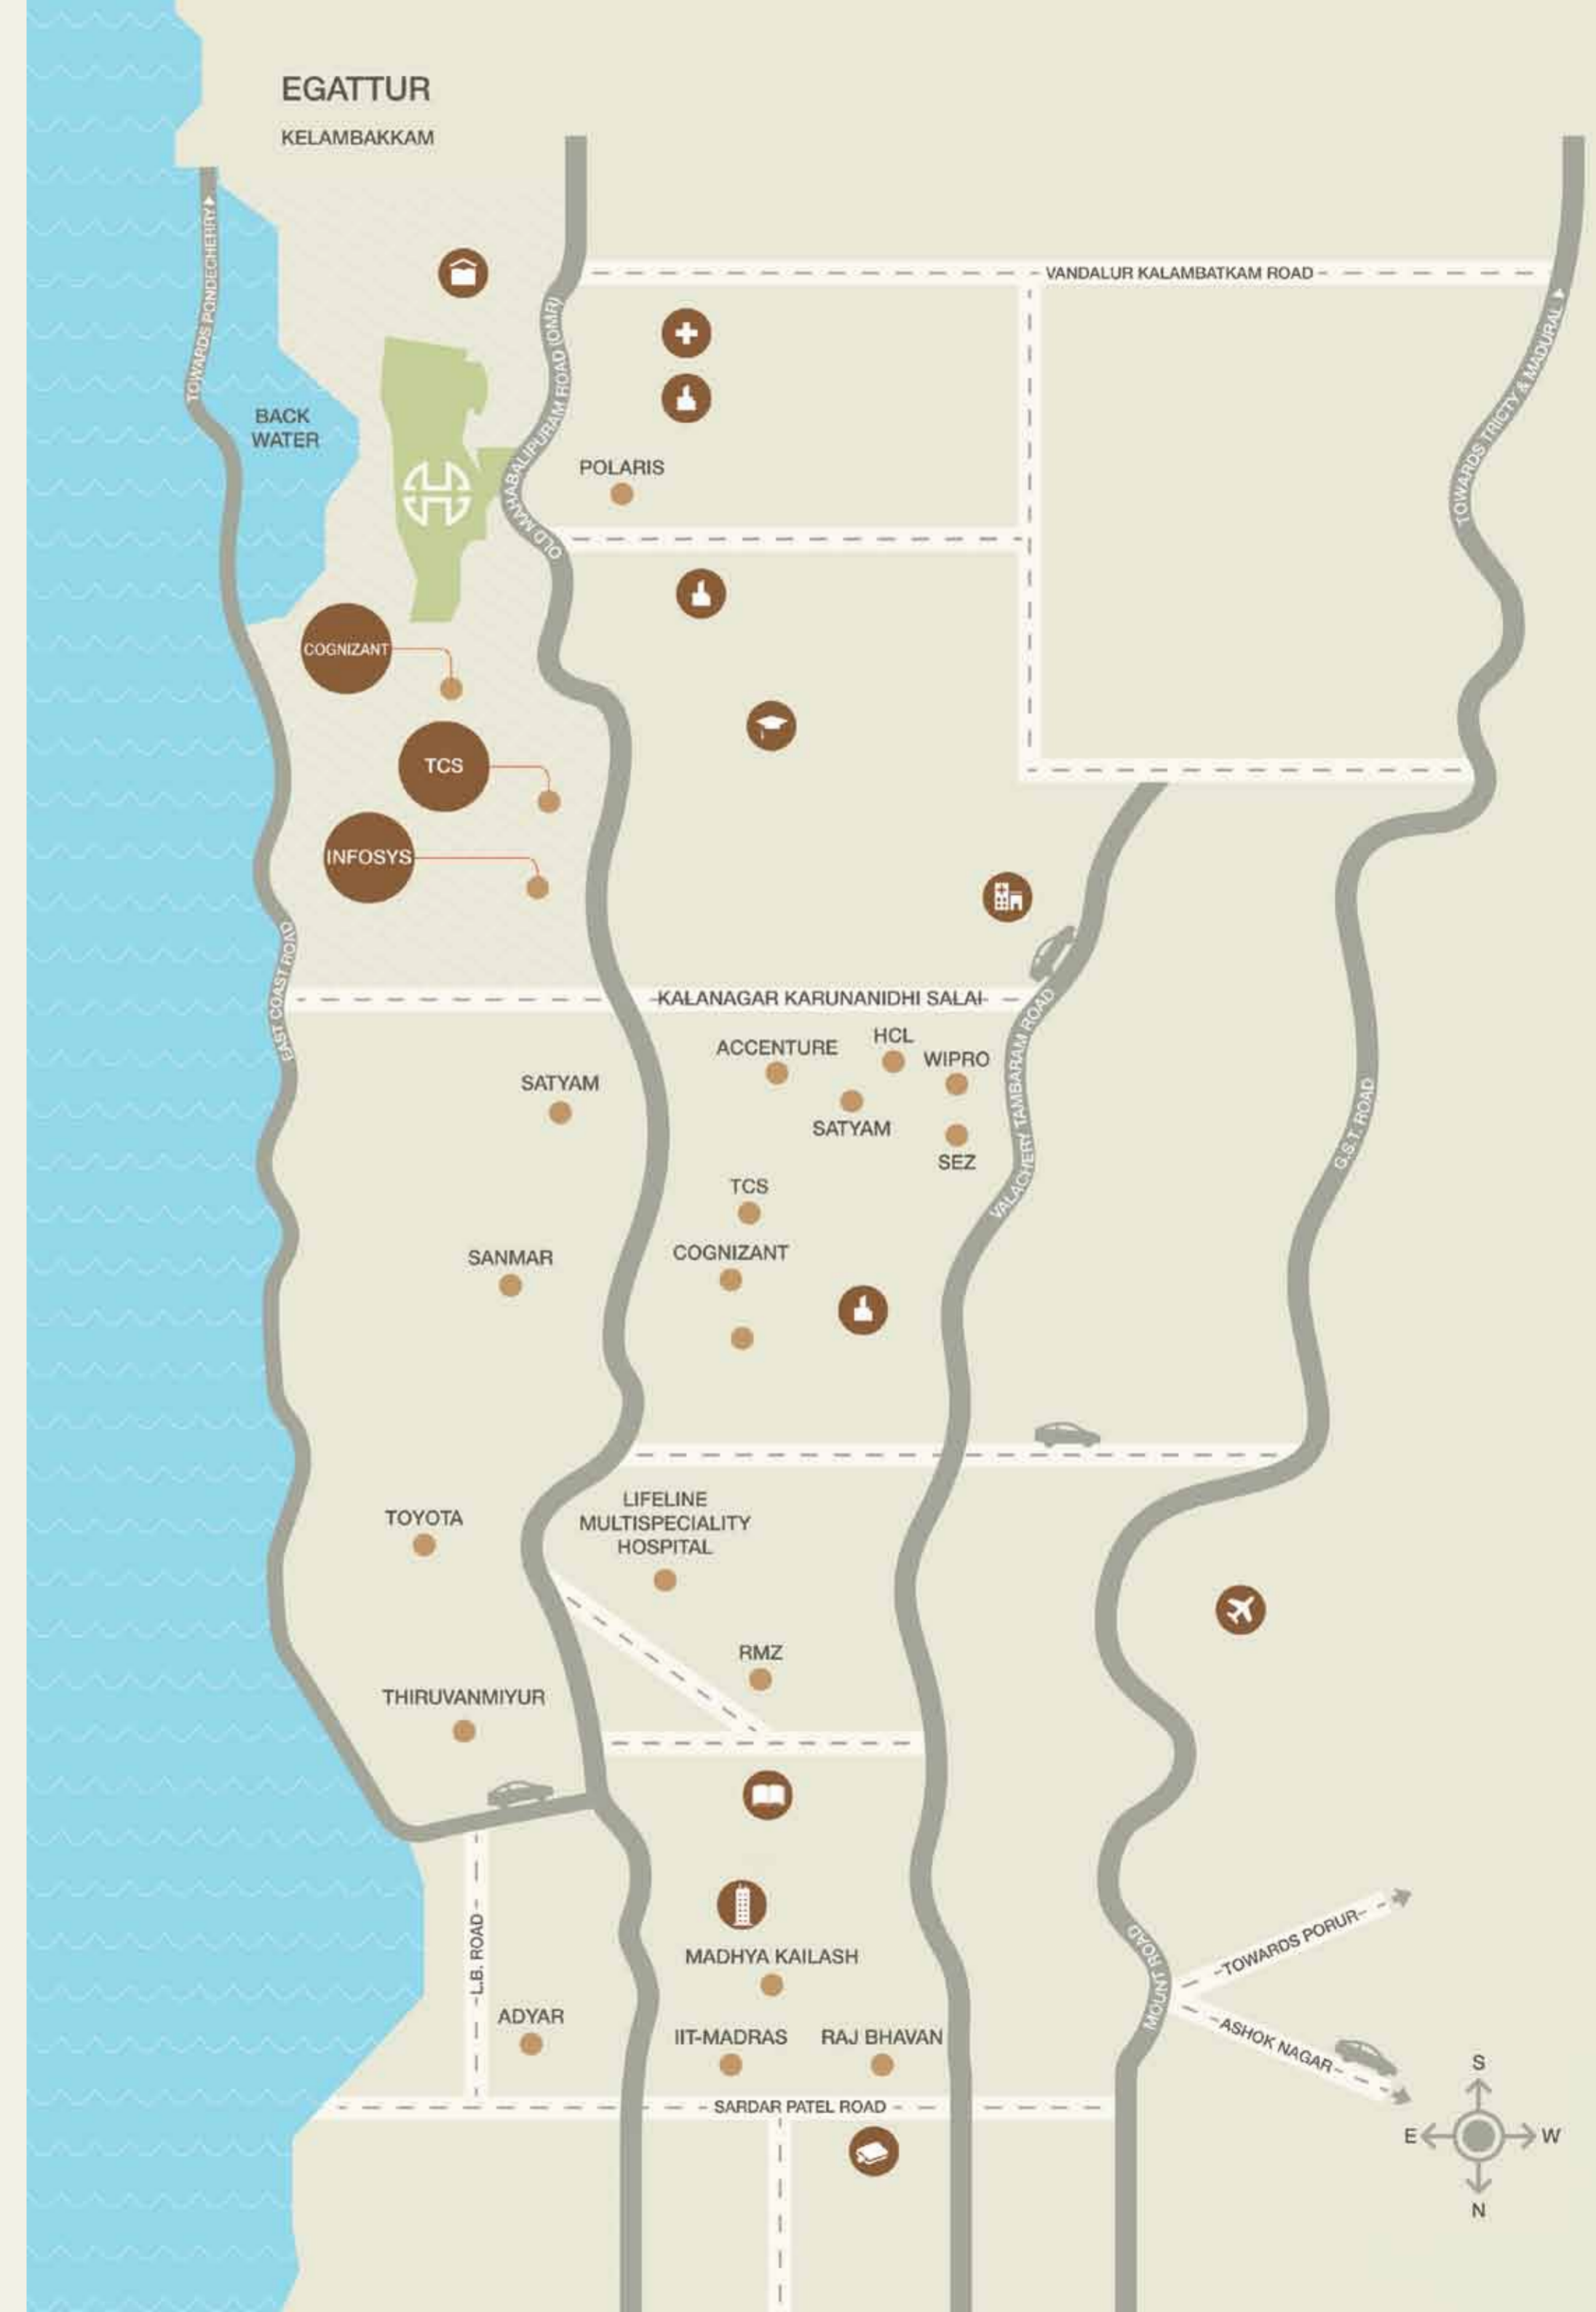 EGATTUR
KELAMBAKKAM
TOWARDS PONDECHERRY
VANDALUR KALAMBATKAM ROAD
OLD MAHABALIPURAM ROAD (OMR)
TOWARDS TRICTY & MADURAL
BACK
WATER
POLARIS
COGNIZANT
TCS
INFOSYS
EAST COAST ROAD
KALANAGAR KARUNANIDHI SALAI
VALACHERY TAMBARAM ROAD
ACCENTURE
HCL
WIPRO
SATYAM
SATYAM
SEZ
G.S.T. ROAD
TCS
COGNIZANT
SANMAR
TOYOTA
LIFELINE
MULTISPECIALITY
HOSPITAL
RMZ
THIRUVANMIYUR
L.B. ROAD
MADHYA KAILASH
MOUNT ROAD
TOWARDS PORUR
ASHOK NAGAR
ADYAR
IIT-MADRAS
RAJ BHAVAN
SARDAR PATEL ROAD
S
E
W
N